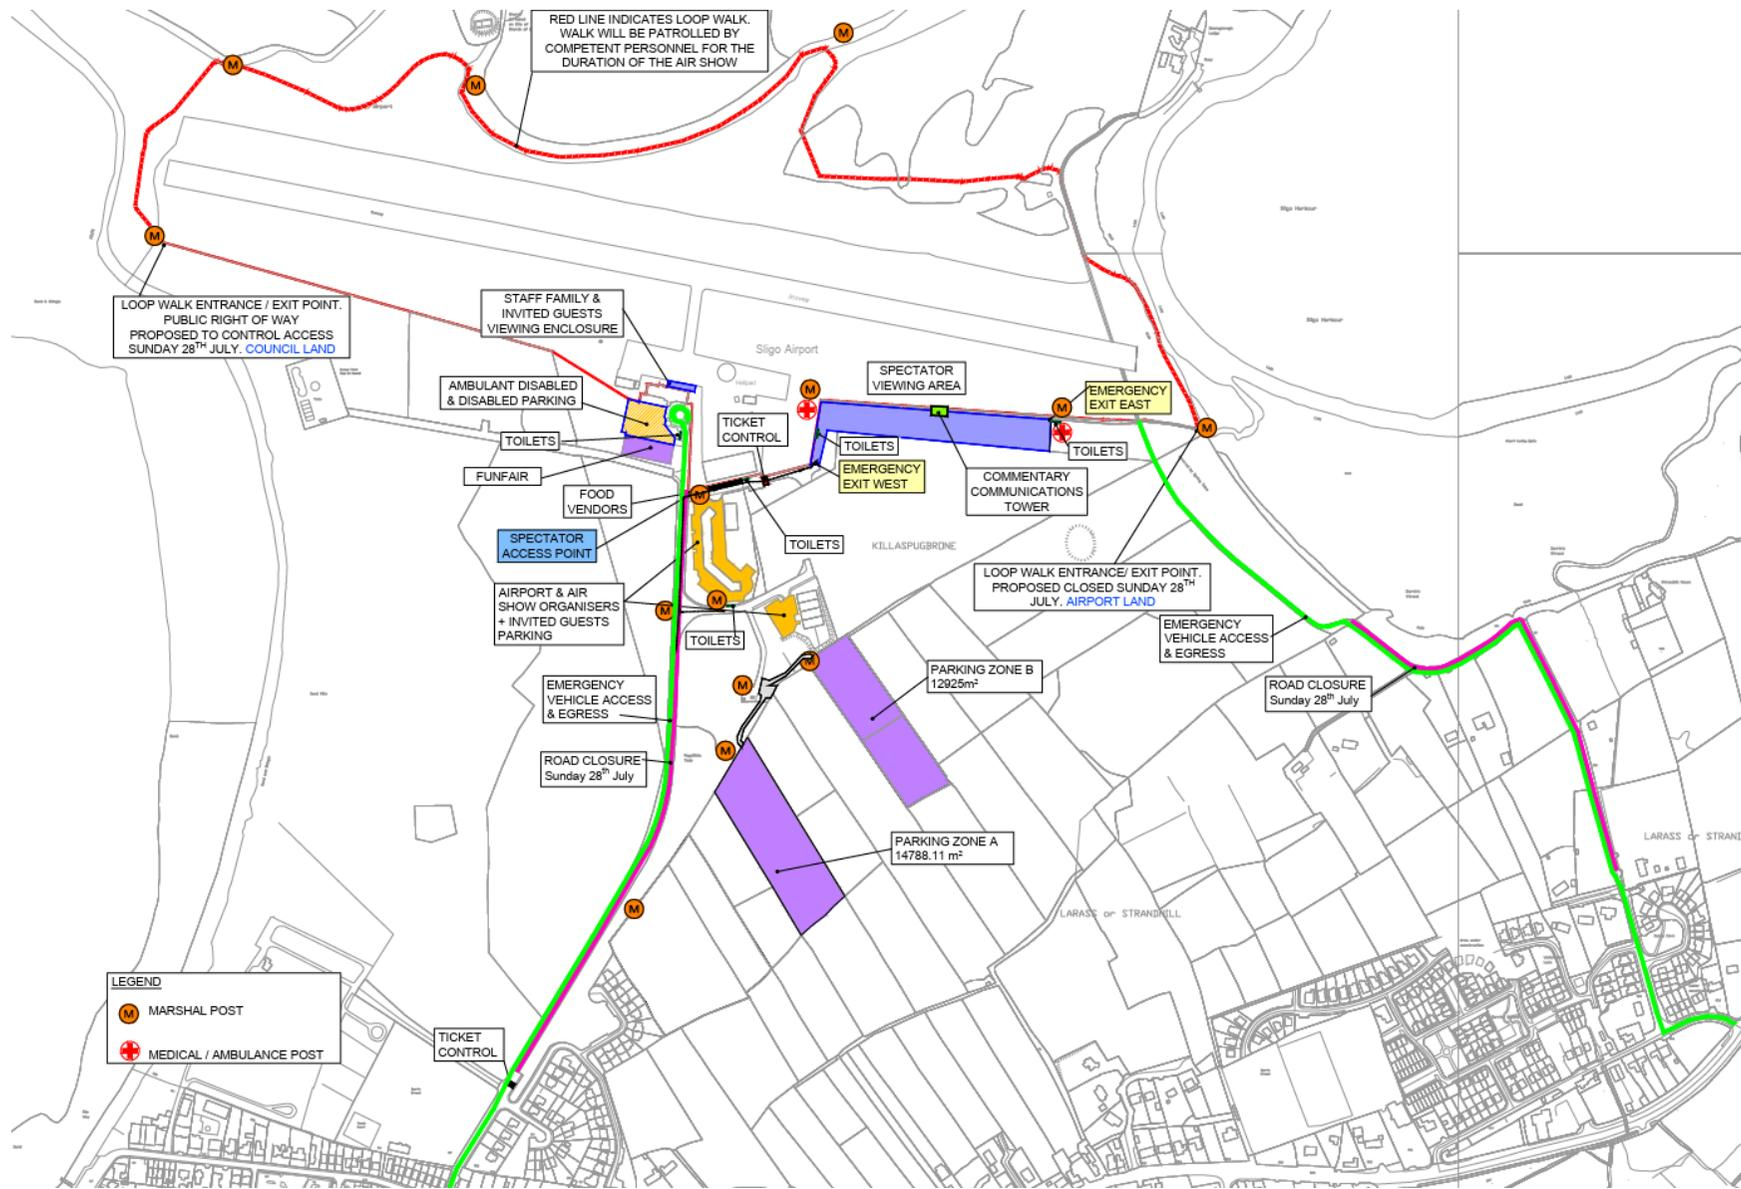 RED LINE INDICATES LOOP WALK.
WALK WILL BE PATROLLED BY
COMPETENT PERSONNEL FOR THE
DURATION OF THE AIR SHOW
M
M
M
M
M
LOOP WALK ENTRANCE / EXIT POINT.
PUBLIC RIGHT OF WAY
PROPOSED TO CONTROL ACCESS
SUNDAY 28TH JULY. COUNCIL LAND
STAFF FAMILY &
INVITED GUESTS
VIEWING ENCLOSURE
Sligo Harbour
Sligo Harbour
Sligo Airport
Helipad
Runway
AMBULANT DISABLED
& DISABLED PARKING
SPECTATOR
VIEWING AREA
M
M
EMERGENCY
EXIT EAST
M
TICKET
CONTROL
TOILETS
TOILETS
TOILETS
FUNFAIR
EMERGENCY
EXIT WEST
COMMENTARY
COMMUNICATIONS
TOWER
FOOD
VENDORS
M
SPECTATOR
ACCESS POINT
TOILETS
KILLASPUGBRONE
AIRPORT & AIR
SHOW ORGANISERS
+ INVITED GUESTS
PARKING
M
M
TOILETS
LOOP WALK ENTRANCE/ EXIT POINT.
PROPOSED CLOSED SUNDAY 28TH
JULY. AIRPORT LAND
EMERGENCY
VEHICLE ACCESS
& EGRESS
M
M
M
PARKING ZONE B
12925m²
EMERGENCY
VEHICLE ACCESS
& EGRESS
ROAD CLOSURE
Sunday 28th July
ROAD CLOSURE
Sunday 28th July
PARKING ZONE A
14788.11 m²
LARASS or STRAND
M
LARASS or STRANDHILL
LEGEND
M MARSHAL POST
MEDICAL / AMBULANCE POST
TICKET
CONTROL